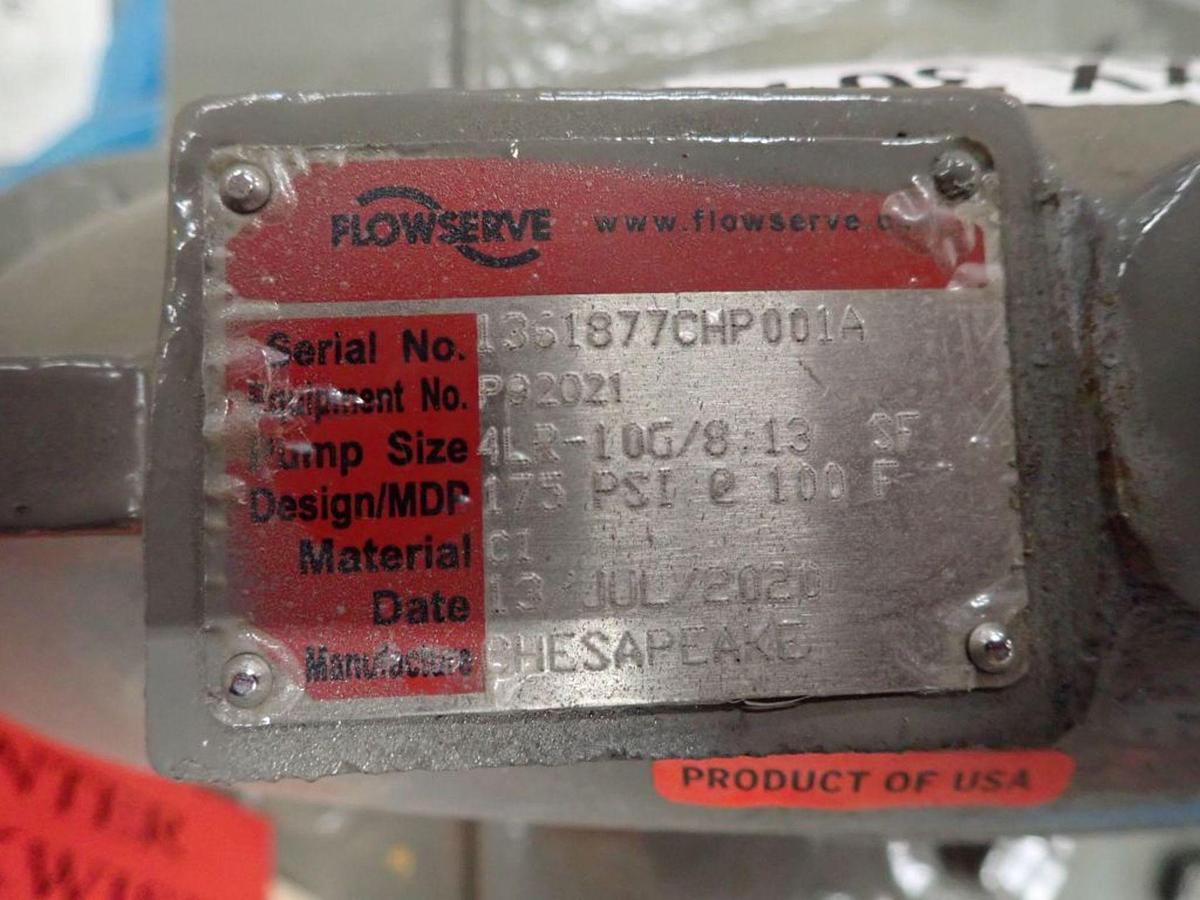 FLOWSERVE www.flowserve.c
Serial No. 1361877CHP001A
Equipment No. P92021
Pump Size 4LR-10G/8.13 SF
Design/MDP 175 PSI @ 100 F
Material CI
Date 13 JUL/2020
Manufacture CHESAPEAKE
PRODUCT OF USA